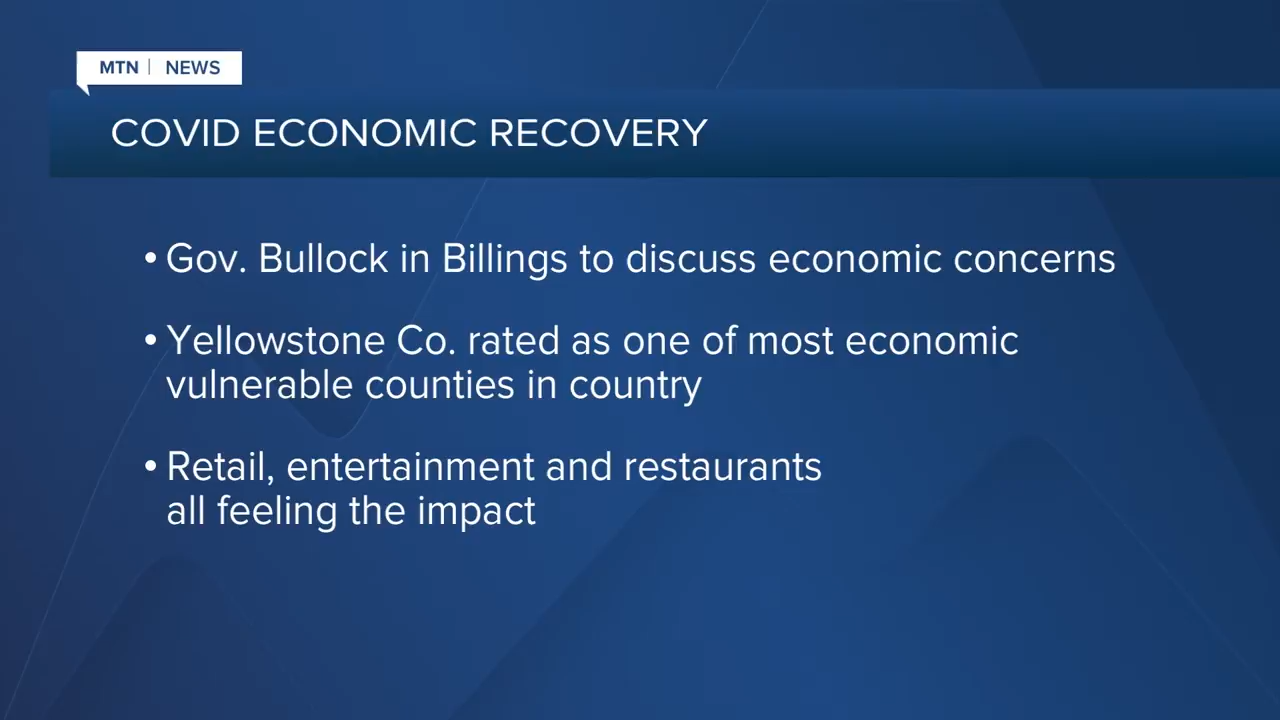 MTN | NEWS
COVID ECONOMIC RECOVERY
• Gov. Bullock in Billings to discuss economic concerns
• Yellowstone Co. rated as one of most economic
vulnerable counties in country
• Retail, entertainment and restaurants
all feeling the impact